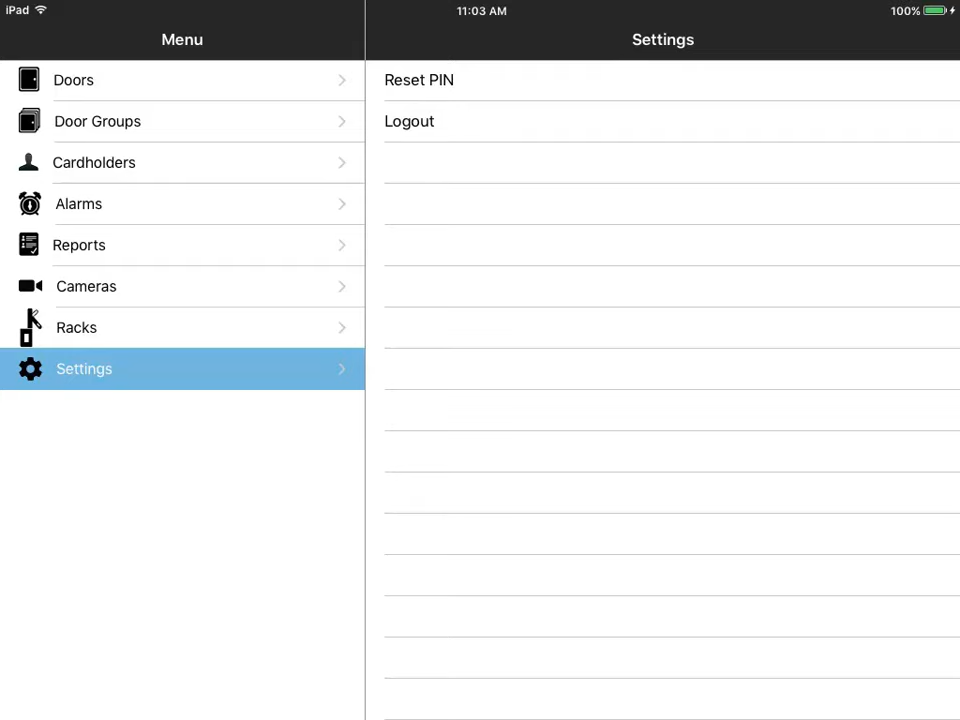 iPad
11:03 AM
100%
Menu
Settings
Doors
Door Groups
Cardholders
Alarms
Reports
Cameras
Racks
Settings
Reset PIN
Logout